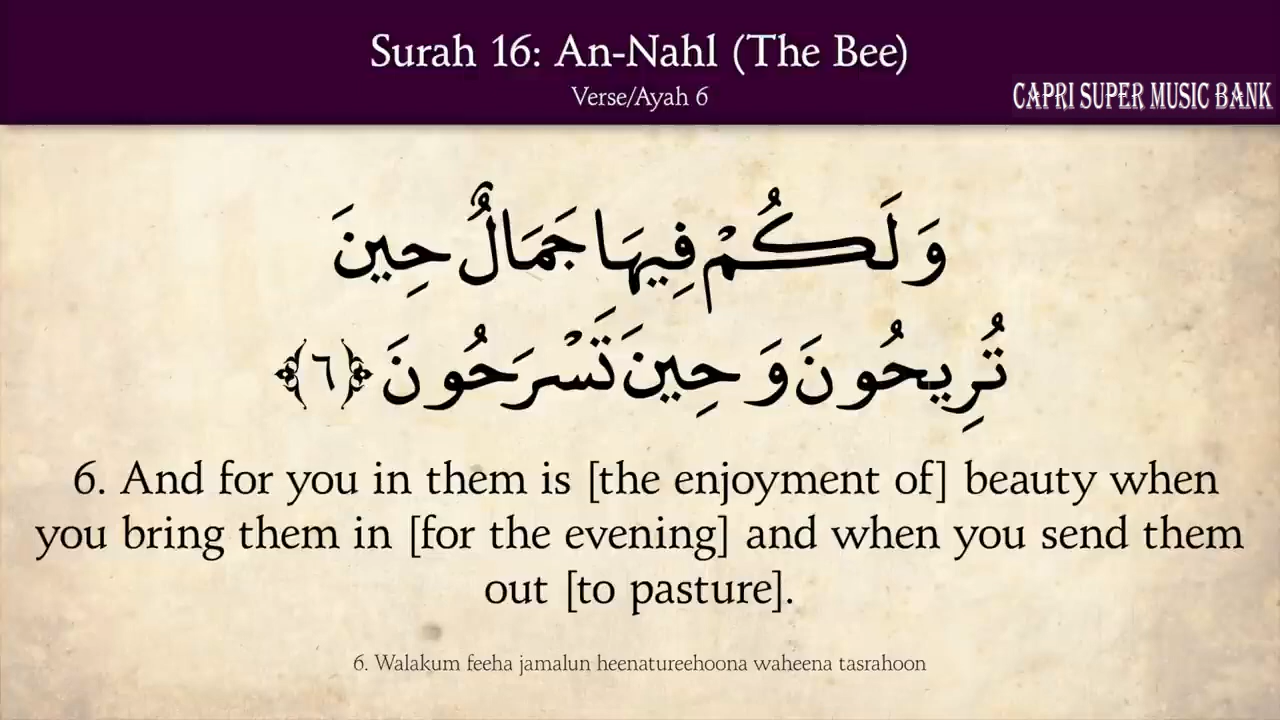 Surah 16: An-Nahl (The Bee)
Verse/Ayah 6
CAPRI SUPER MUSIC BANK
وَلَكُمْ فِيهَا جَمَالٌ حِينَ
تُرِيحُونَ وَحِينَ تَسْرَحُونَ ﴿٦﴾
6. And for you in them is [the enjoyment of] beauty when
you bring them in [for the evening] and when you send them
out [to pasture].
6. Walakum feeha jamalun heenatureehoona waheena tasrahoon